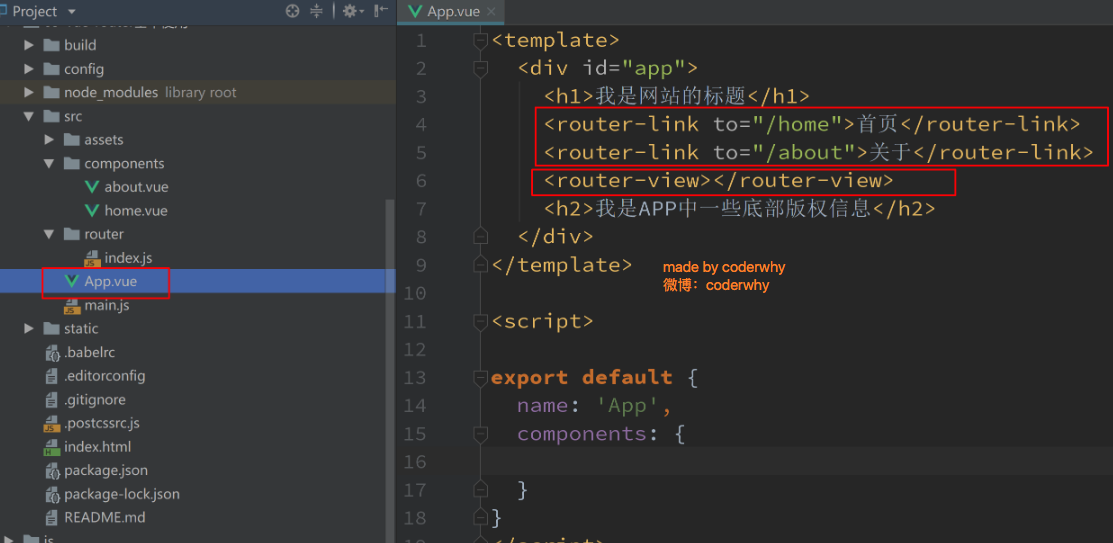 Project
App.vue
build
config
node_modules library root
src
assets
components
about.vue
home.vue
router
index.js
App.vue
main.js
static
.babelrc
.editorconfig
.gitignore
.postcssrc.js
index.html
package.json
package-lock.json
README.md
js
1 <template>
2 <div id="app">
3 <h1>我是网站的标题</h1>
4 <router-link to="/home">首页</router-link>
5 <router-link to="/about">关于</router-link>
6 <router-view></router-view>
7 <h2>我是APP中一些底部版权信息</h2>
8 </div>
9 </template>
made by coderwhy
微博：coderwhy
10
11 <script>
12
13 export default {
14 name: 'App',
15 components: {
16
17 }
18 }
</script>